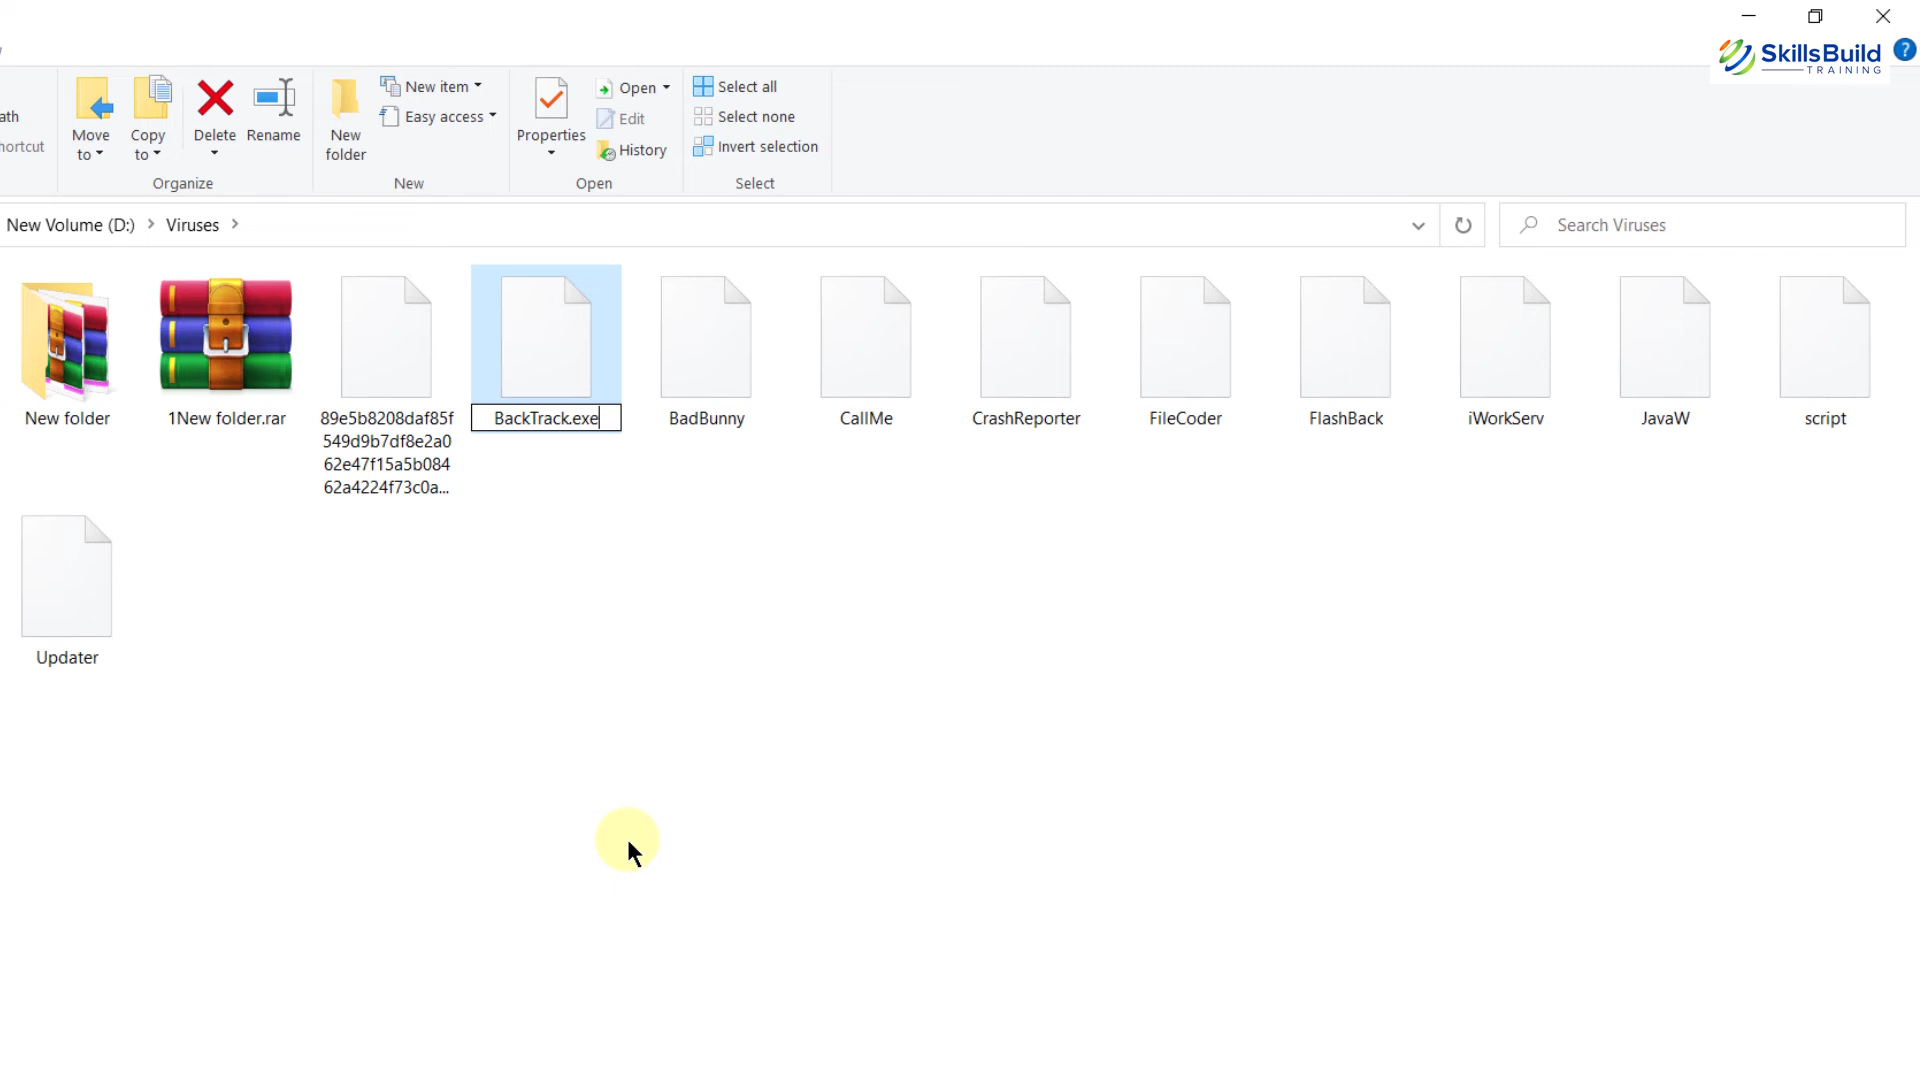 SkillsBuild
TRAINING
?
ath
hortcut
Move
to
Copy
to
Delete
Rename
Organize
New
folder
New item
Easy access
New
Properties
Open
Edit
History
Open
Select all
Select none
Invert selection
Select
New Volume (D:) > Viruses >
Search Viruses
New folder
1New folder.rar
89e5b8208daf85f
549d9b7df8e2a0
62e47f15a5b084
62a4224f73c0a...
BackTrack.exe
BadBunny
CallMe
CrashReporter
FileCoder
FlashBack
iWorkServ
JavaW
script
Updater